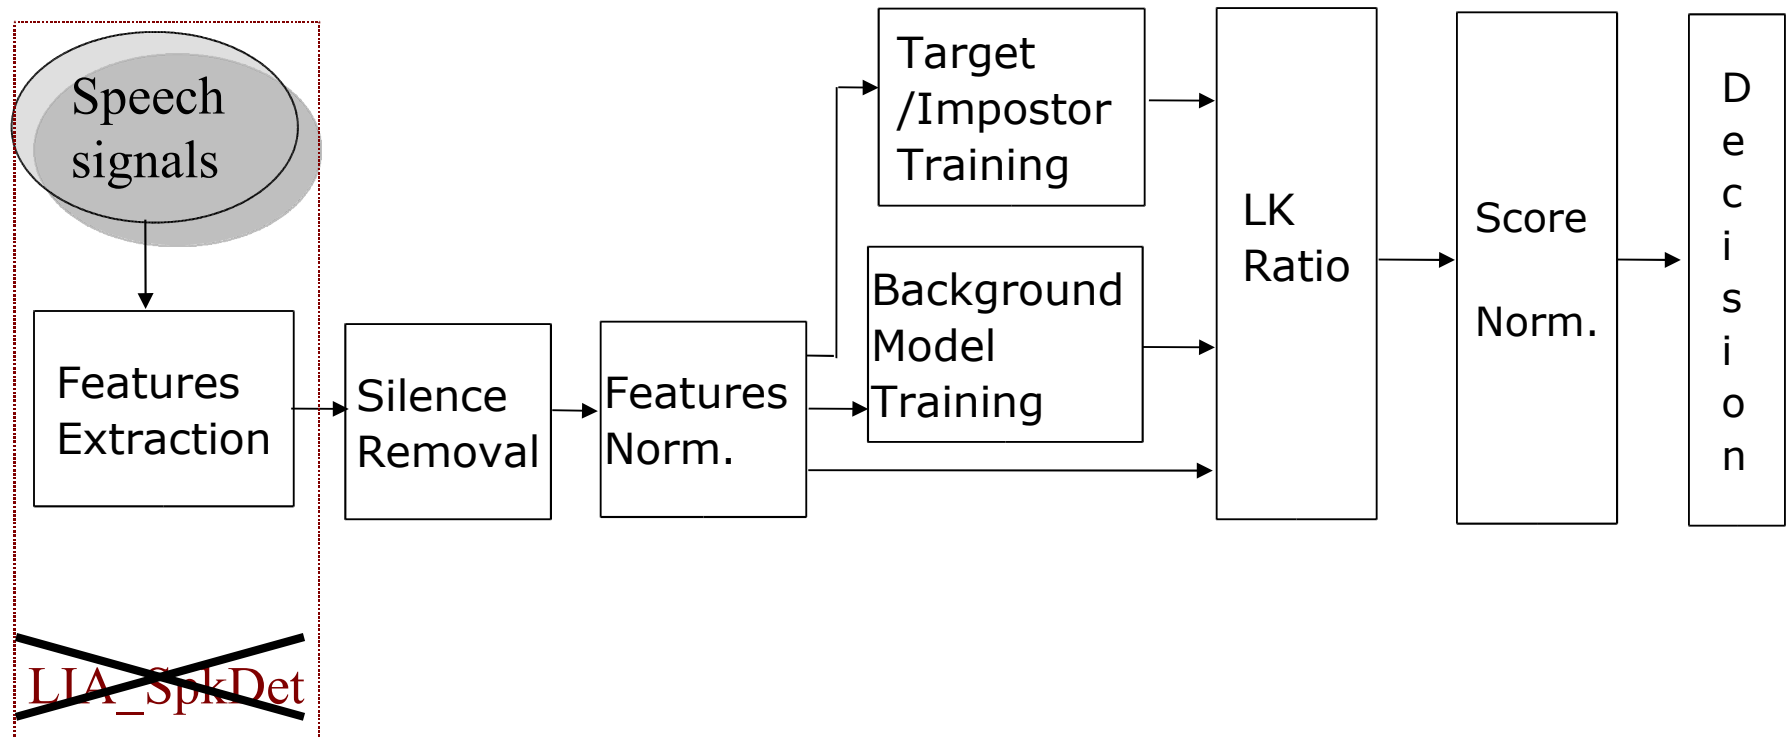 Speech
signals
Features
Extraction
Silence
Removal
Features
Norm.
Target
/Impostor
Training
Background
Model
Training
LK
Ratio
Score
Norm.
D
e
c
i
s
i
o
n
LIA_SpkDet